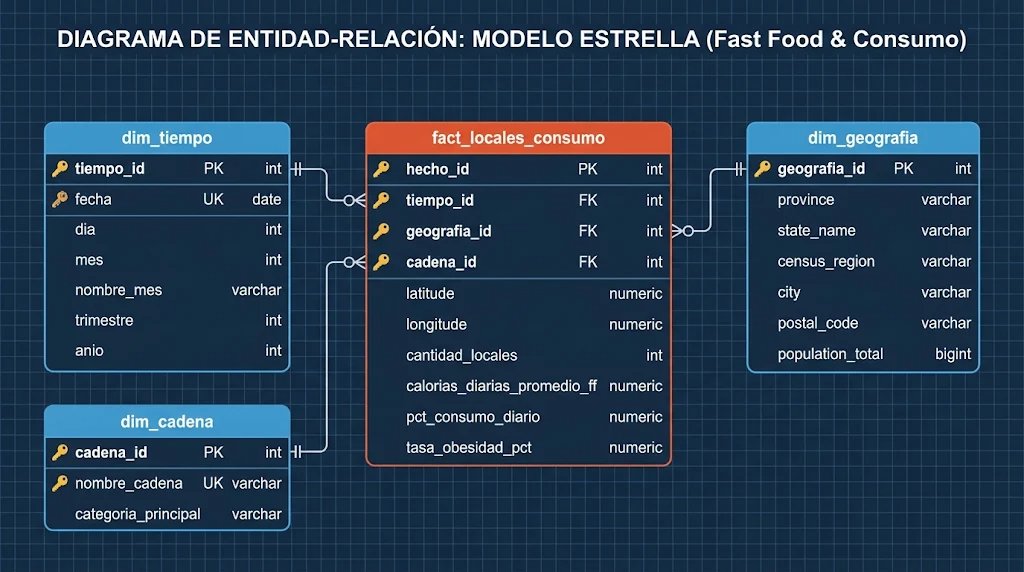 DIAGRAMA DE ENTIDAD-RELACIÓN: MODELO ESTRELLA (Fast Food & Consumo)
dim_tiempo
tiempo_id PK int
fecha UK date
dia int
mes int
nombre_mes varchar
trimestre int
anio int
dim_cadena
cadena_id PK int
nombre_cadena UK varchar
categoria_principal varchar
fact_locales_consumo
hecho_id PK int
tiempo_id FK int
geografia_id FK int
cadena_id FK int
latitude numeric
longitude numeric
cantidad_locales int
calorias_diarias_promedio_ff numeric
pct_consumo_diario numeric
tasa_obesidad_pct numeric
dim_geografia
geografia_id PK int
province varchar
state_name varchar
census_region varchar
city varchar
postal_code varchar
population_total bigint